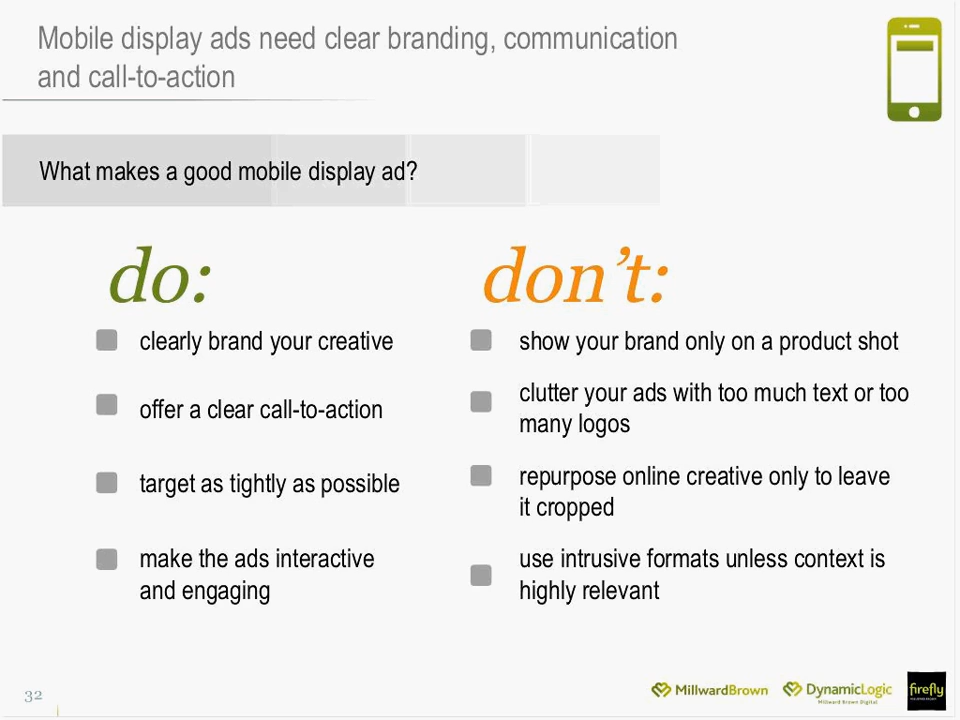 Mobile display ads need clear branding, communication
and call-to-action
What makes a good mobile display ad?
do:
clearly brand your creative
offer a clear call-to-action
target as tightly as possible
make the ads interactive
and engaging
don’t:
show your brand only on a product shot
clutter your ads with too much text or too
many logos
repurpose online creative only to leave
it cropped
use intrusive formats unless context is
highly relevant
32
MillwardBrown
DynamicLogic
Millward Brown Digital
firefly